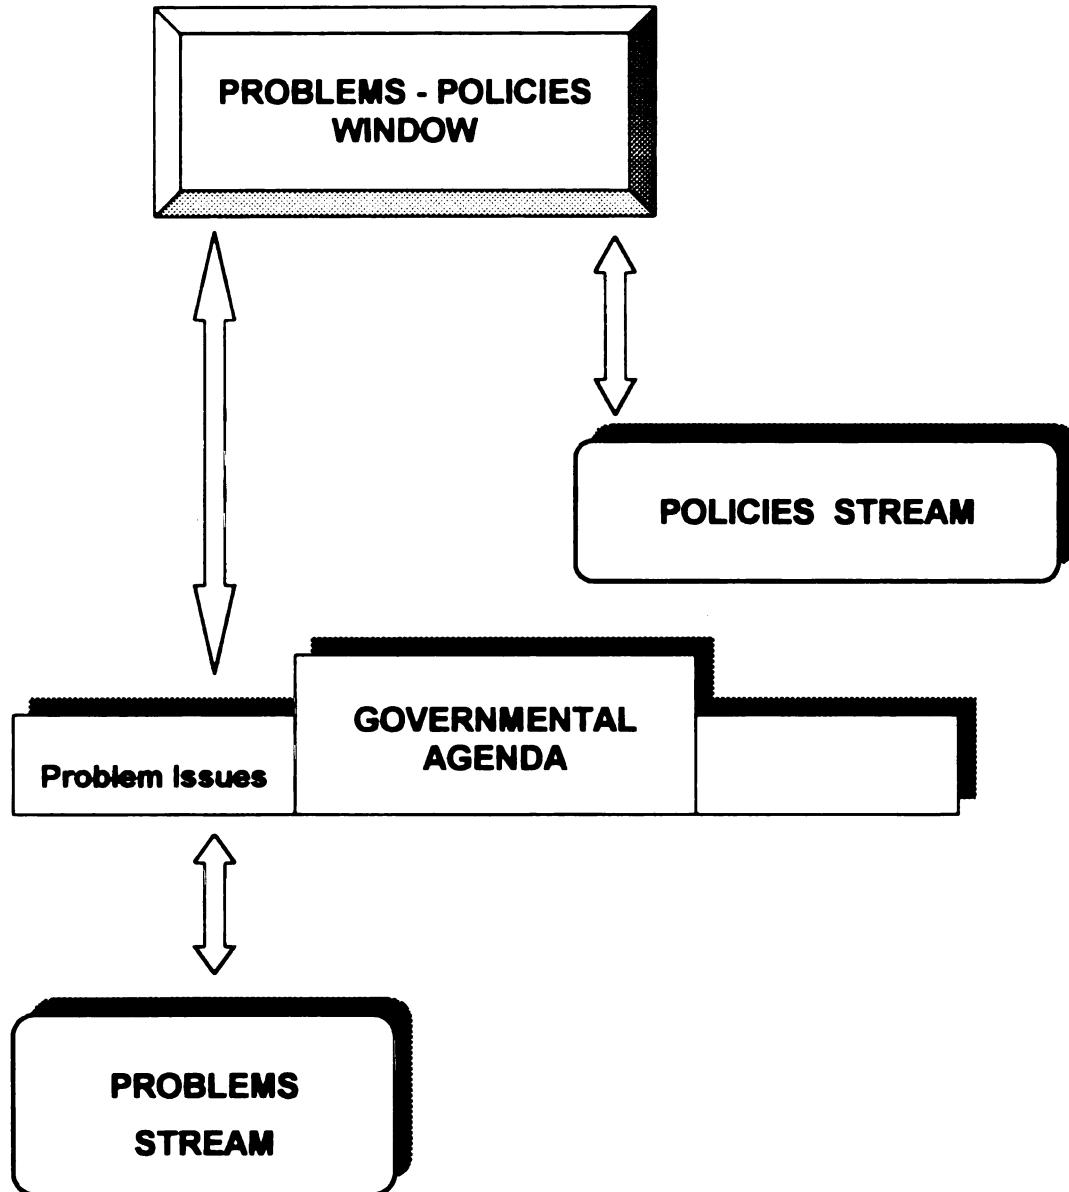 PROBLEMS - POLICIES
WINDOW
POLICIES STREAM
GOVERNMENTAL
AGENDA
Problem Issues
PROBLEMS
STREAM